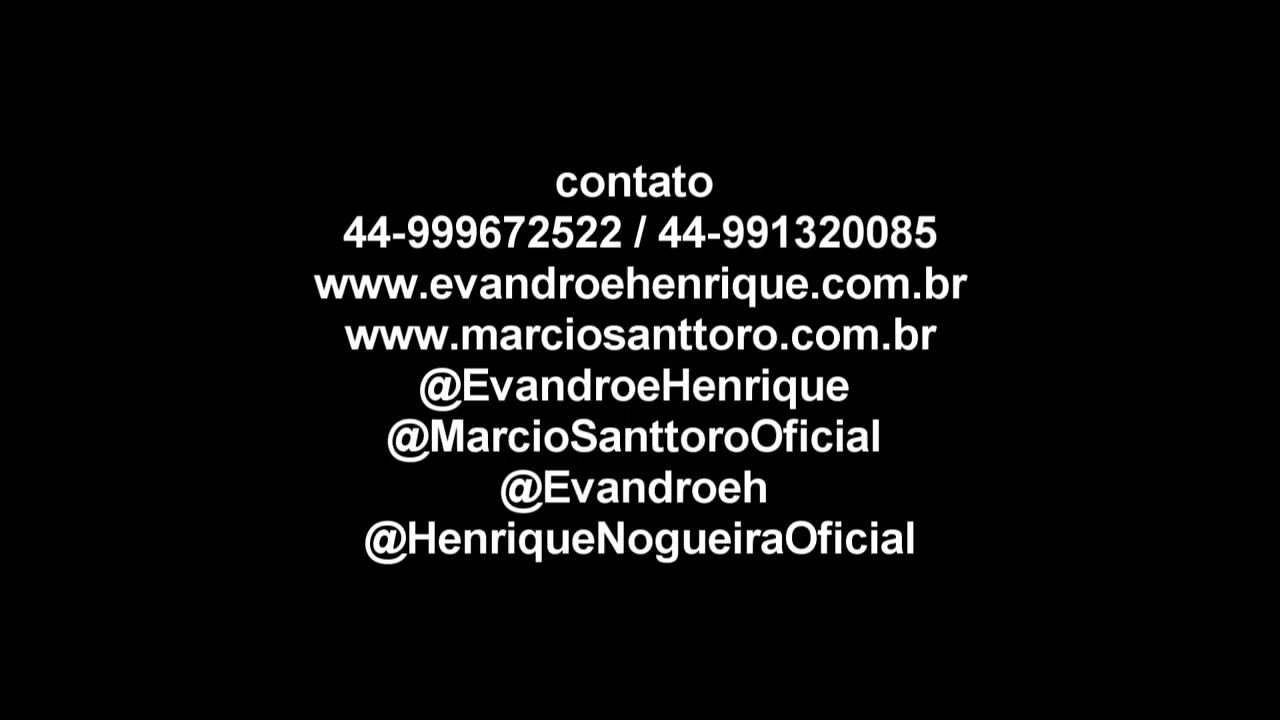 contato
44-999672522 / 44-991320085
www.evandroehenrique.com.br
www.marciosanttoro.com.br
@EvandroeHenrique
@MarcioSanttoroOficial
@Evandroeh
@HenriqueNogueiraOficial